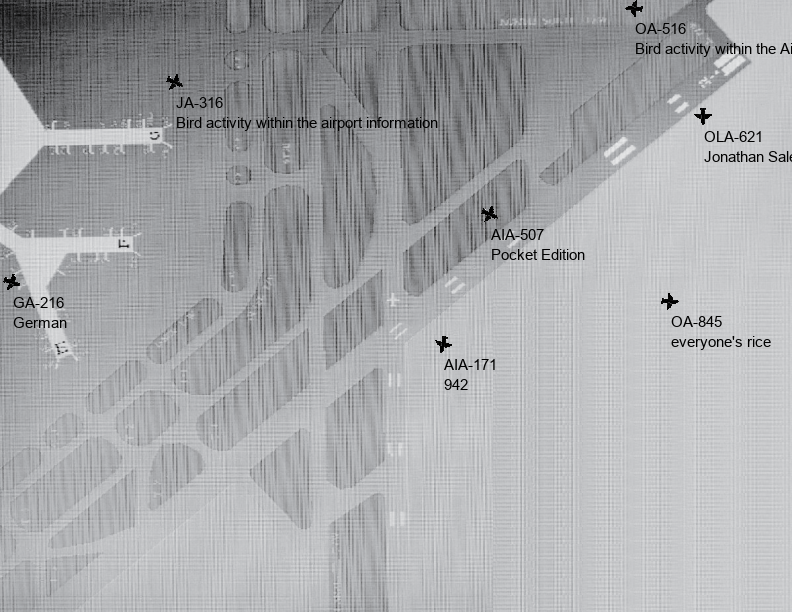 OA-516
Bird activity within the Ai
JA-316
Bird activity within the airport information
OLA-621
Jonathan Sale
AIA-507
Pocket Edition
GA-216
German
OA-845
everyone's rice
AIA-171
942